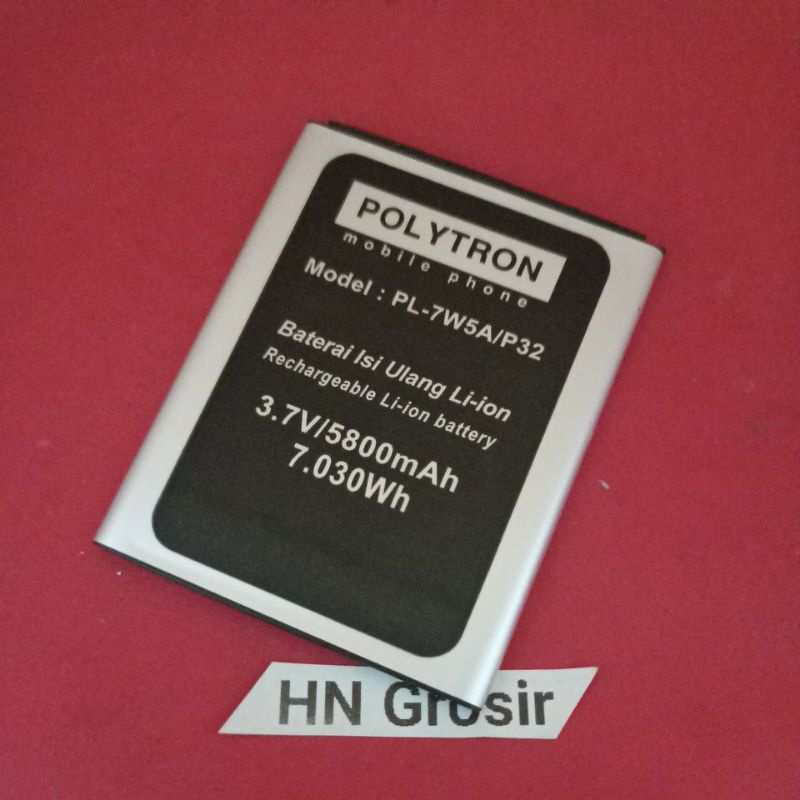 POLYTRON
mobile phone
Model : PL-7W5A/P32
Baterai Isi Ulang Li-ion
Rechargeable Li-ion battery
3.7V/5800mAh
7.030Wh
HN Grosir